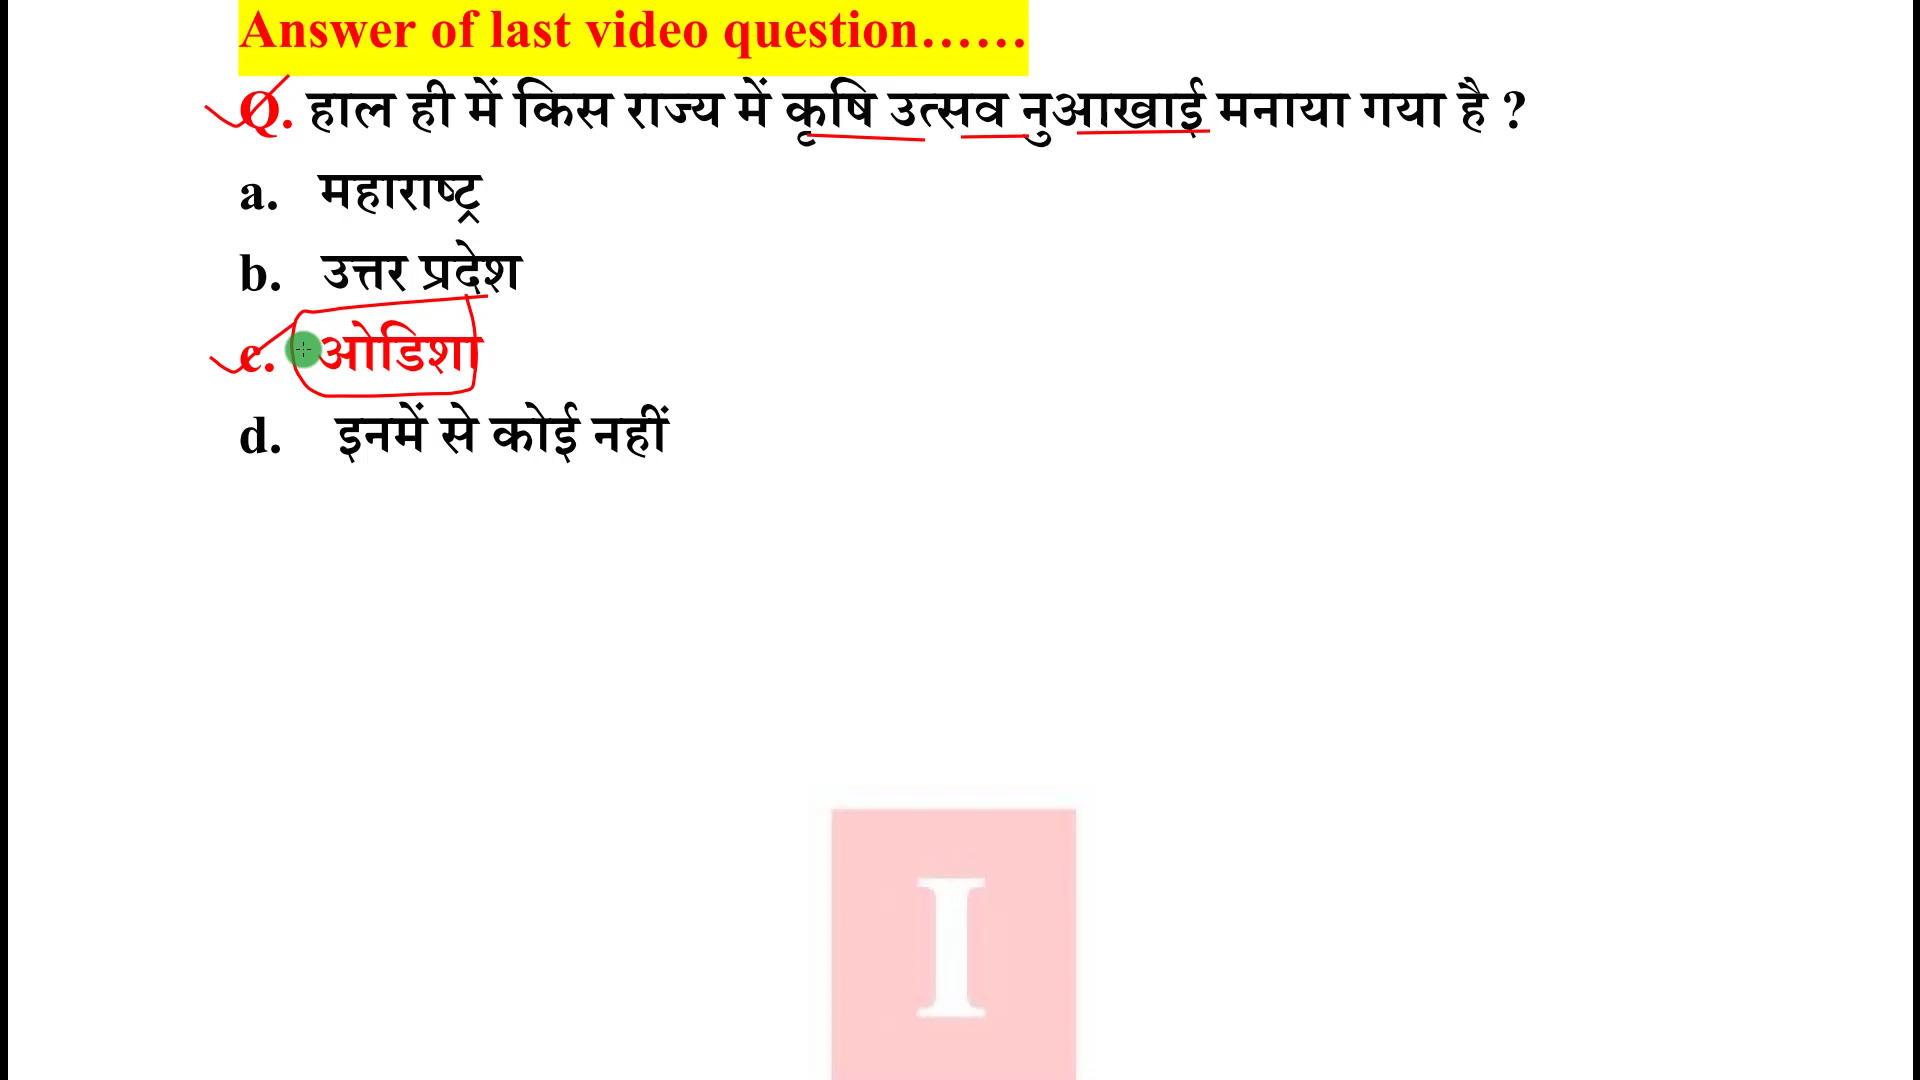 Answer of last video question……
Q. हाल ही में किस राज्य में कृषि उत्सव नुआखाई मनाया गया है ?
a. महाराष्ट्र
b. उत्तर प्रदेश
c. ओडिशा
d. इनमें से कोई नहीं
I